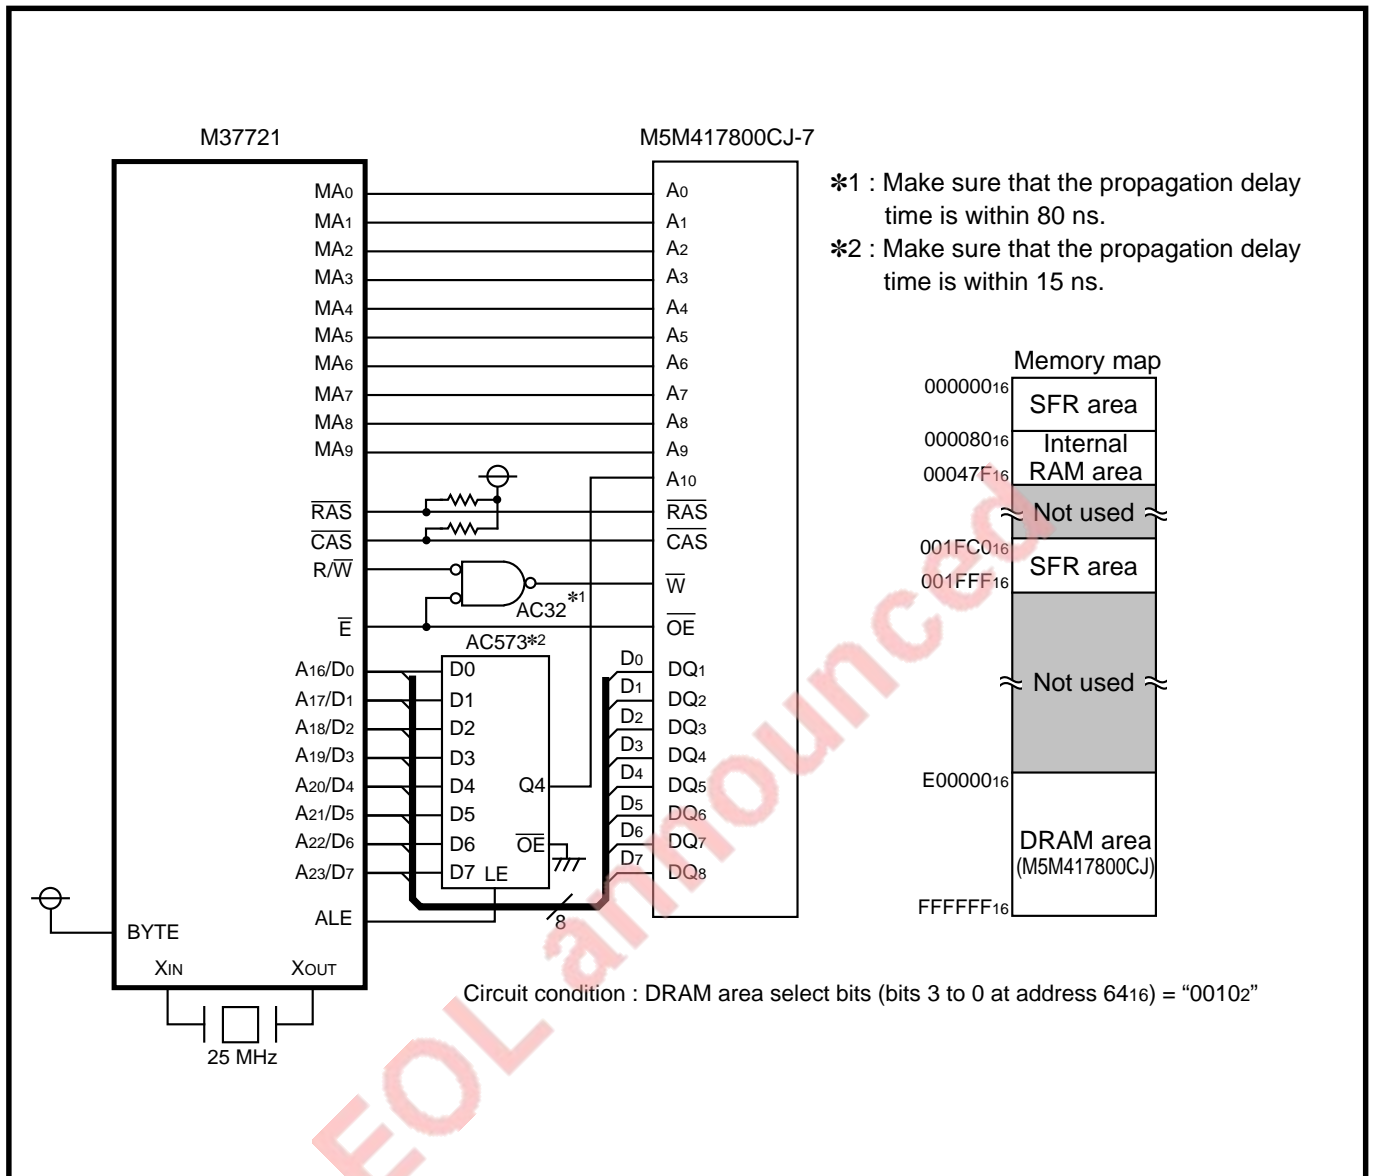 M37721
M5M417800CJ-7
MA0
MA1
MA2
MA3
MA4
MA5
MA6
MA7
MA8
MA9
RAS
CAS
R/W
E
A16/D0
A17/D1
A18/D2
A19/D3
A20/D4
A21/D5
A22/D6
A23/D7
ALE
BYTE
XIN
XOUT
25 MHz
AC32 ✽1
AC573✽2
D0
D1
D2
D3
D4
D5
D6
D7
LE
Q4
OE
8
D0
D1
D2
D3
D4
D5
D6
D7
A0
A1
A2
A3
A4
A5
A6
A7
A8
A9
A10
RAS
CAS
W
OE
DQ1
DQ2
DQ3
DQ4
DQ5
DQ6
DQ7
DQ8
✽1 : Make sure that the propagation delay
time is within 80 ns.
✽2 : Make sure that the propagation delay
time is within 15 ns.
Memory map
00000016
SFR area
00008016
Internal
00047F16
RAM area
Not used
001FC016
SFR area
001FFF16
Not used
E0000016
DRAM area
(M5M417800CJ)
FFFFFF16
Circuit condition : DRAM area select bits (bits 3 to 0 at address 6416) = “00102”
EOL announced